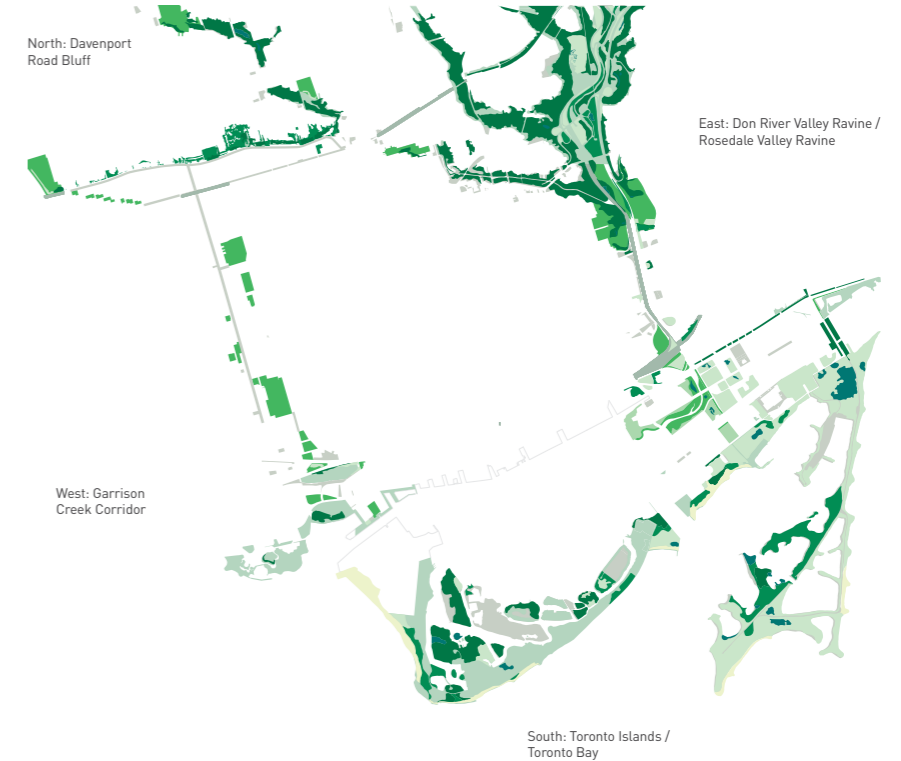 North: Davenport
Road Bluff
East: Don River Valley Ravine /
Rosedale Valley Ravine
West: Garrison
Creek Corridor
South: Toronto Islands /
Toronto Bay